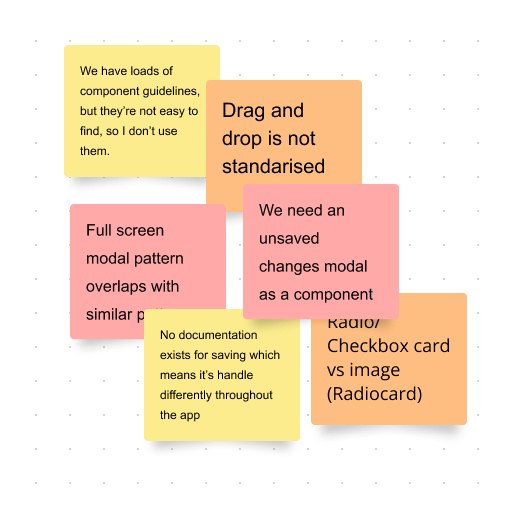 We have loads of
component guidelines,
but they're not easy to
find, so I don't use
them.
Drag and
drop is not
standarised
We need an
unsaved
changes modal
as a component
Full screen
modal pattern
overlaps with
similar
No documentation
exists for saving which
means it's handle
differently throughout
the app
Radio/
Checkbox card
vs image
(Radiocard)